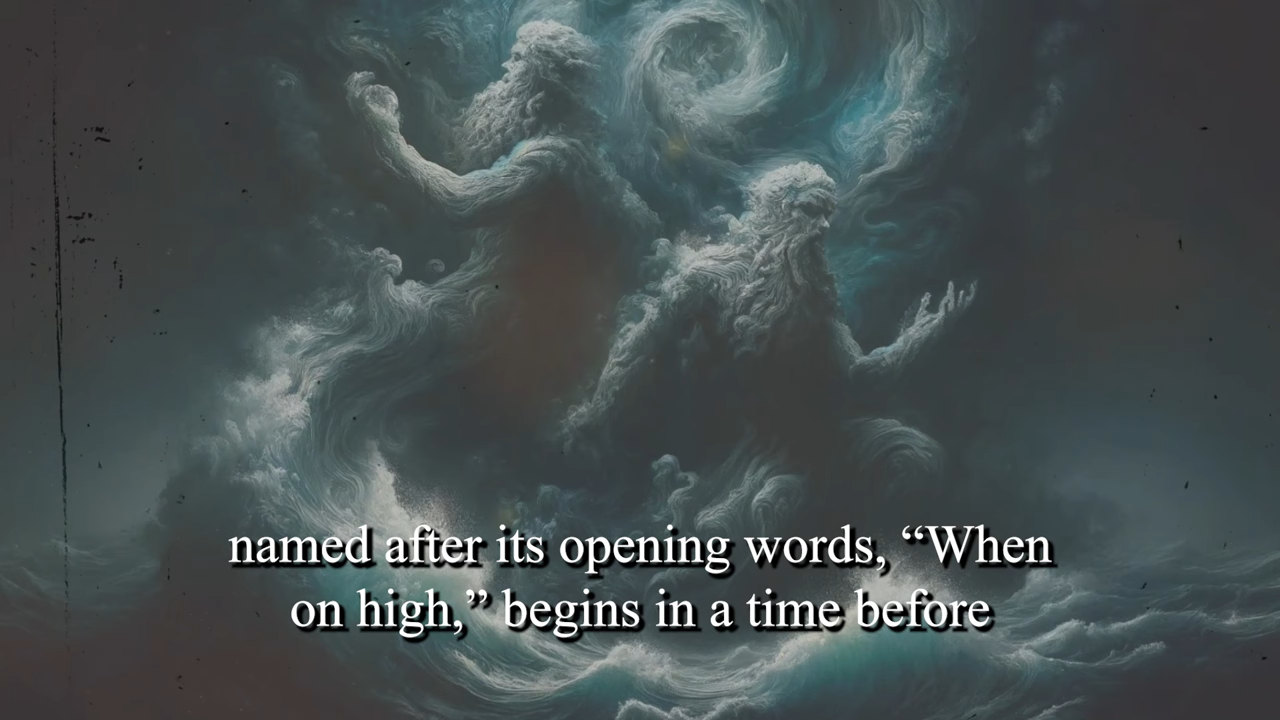 named after its opening words, “When
on high,” begins in a time before